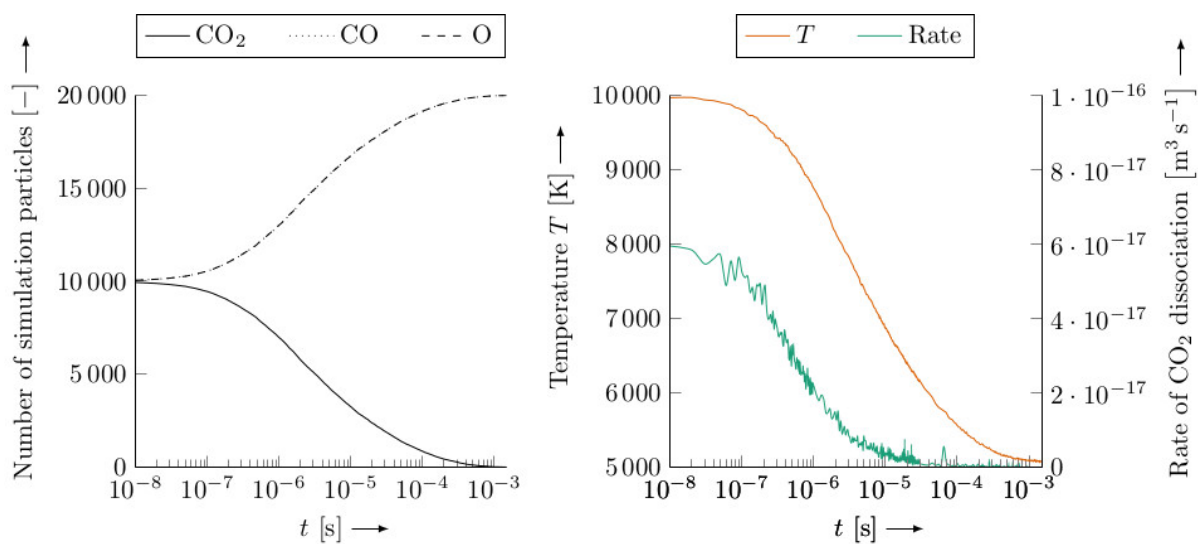 CO₂ CO O
Number of simulation particles [−]
20 000
15 000
10 000
5 000
0
10⁻⁸ 10⁻⁷ 10⁻⁶ 10⁻⁵ 10⁻⁴ 10⁻³
t [s]
T Rate
Temperature T [K]
10 000
9 000
8 000
7 000
6 000
5 000
1 · 10⁻¹⁶
8 · 10⁻¹⁷
6 · 10⁻¹⁷
4 · 10⁻¹⁷
2 · 10⁻¹⁷
0
Rate of CO₂ dissociation [m³ s⁻¹]
10⁻⁸ 10⁻⁷ 10⁻⁶ 10⁻⁵ 10⁻⁴ 10⁻³
t [s]